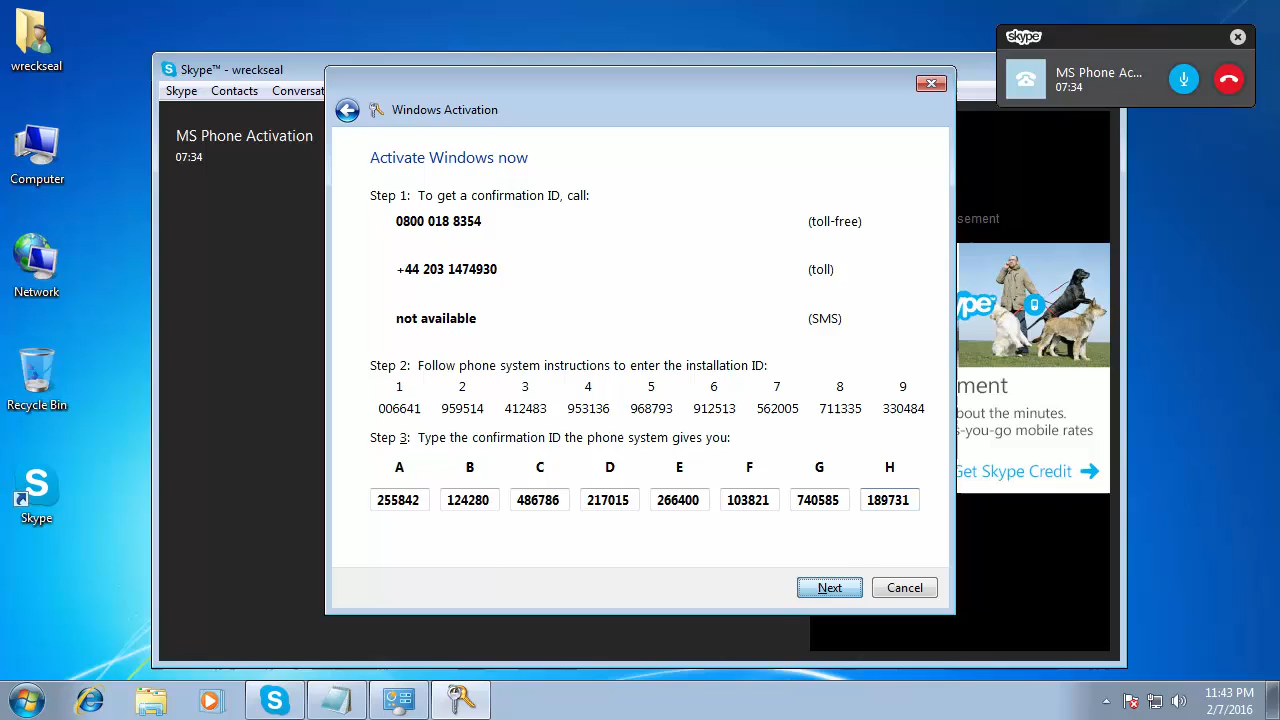 wreckseal
Computer
Network
Recycle Bin
Skype
Skype™ - wreckseal
Skype Contacts Conversat
MS Phone Activation
07:34
skype
MS Phone Ac...
07:34
Windows Activation
Activate Windows now
Step 1: To get a confirmation ID, call:
0800 018 8354 (toll-free)
+44 203 1474930 (toll)
not available (SMS)
Step 2: Follow phone system instructions to enter the installation ID:
1 2 3 4 5 6 7 8 9
006641 959514 412483 953136 968793 912513 562005 711335 330484
Step 3: Type the confirmation ID the phone system gives you:
A B C D E F G H
255842 124280 486786 217015 266400 103821 740585 189731
Next Cancel
sement
ype
ment
bout the minutes.
s-you-go mobile rates
Get Skype Credit
11:43 PM
2/7/2016